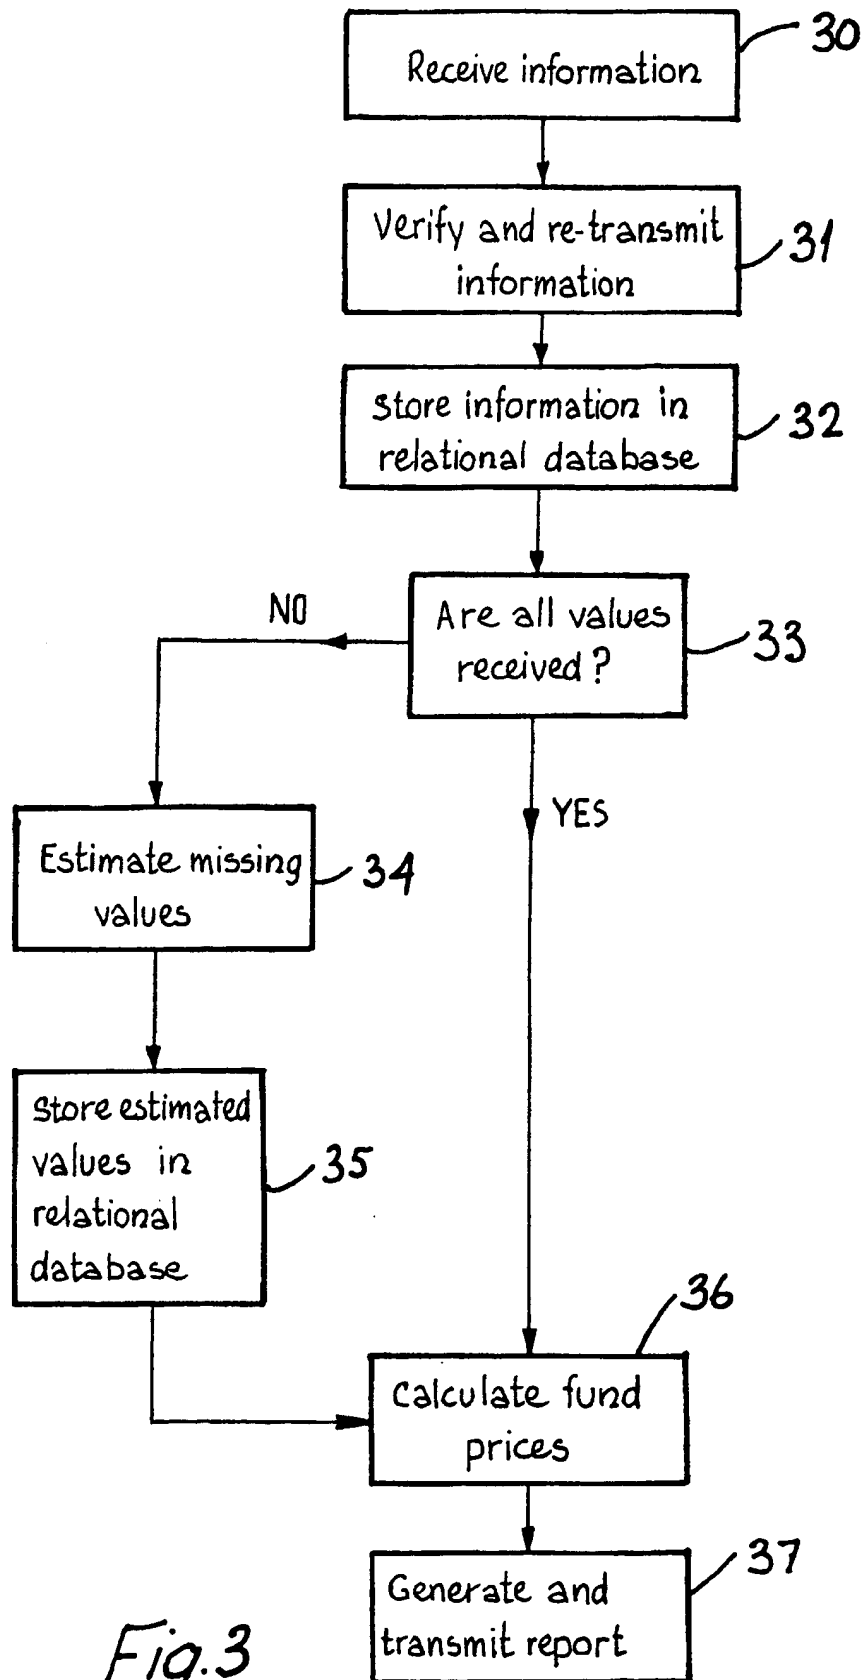 30
Receive information
Verify and re-transmit
information
31
Store information in
relational database
32
NO
Are all values
received?
33
YES
Estimate missing
values
34
Store estimated
values in
relational
database
35
36
Calculate fund
prices
37
Generate and
transmit report
Fig.3